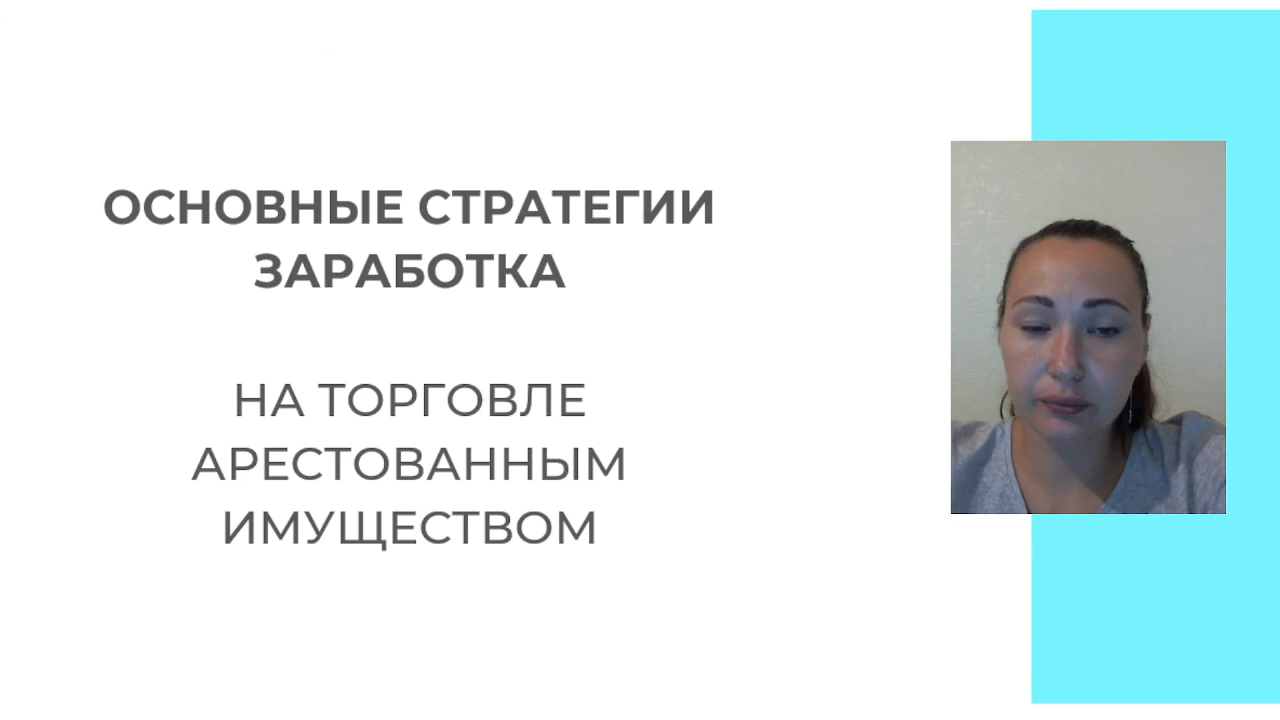 ОСНОВНЫЕ СТРАТЕГИИ
ЗАРАБОТКА
НА ТОРГОВЛЕ
АРЕСТОВАННЫМ
ИМУЩЕСТВОМ